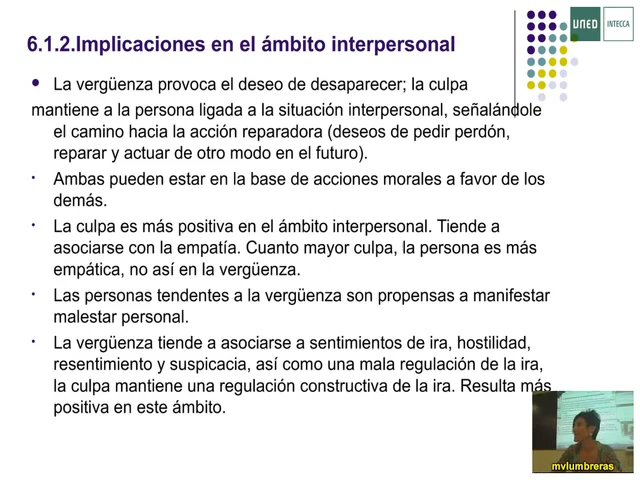 UNED INTECCA
6.1.2.Implicaciones en el ámbito interpersonal
La vergüenza provoca el deseo de desaparecer; la culpa
mantiene a la persona ligada a la situación interpersonal, señalándole
el camino hacia la acción reparadora (deseos de pedir perdón,
reparar y actuar de otro modo en el futuro).
Ambas pueden estar en la base de acciones morales a favor de los
demás.
La culpa es más positiva en el ámbito interpersonal. Tiende a
asociarse con la empatía. Cuanto mayor culpa, la persona es más
empática, no así en la vergüenza.
Las personas tendentes a la vergüenza son propensas a manifestar
malestar personal.
La vergüenza tiende a asociarse a sentimientos de ira, hostilidad,
resentimiento y suspicacia, así como una mala regulación de la ira,
la culpa mantiene una regulación constructiva de la ira. Resulta más
positiva en este ámbito.
mvlumbreras